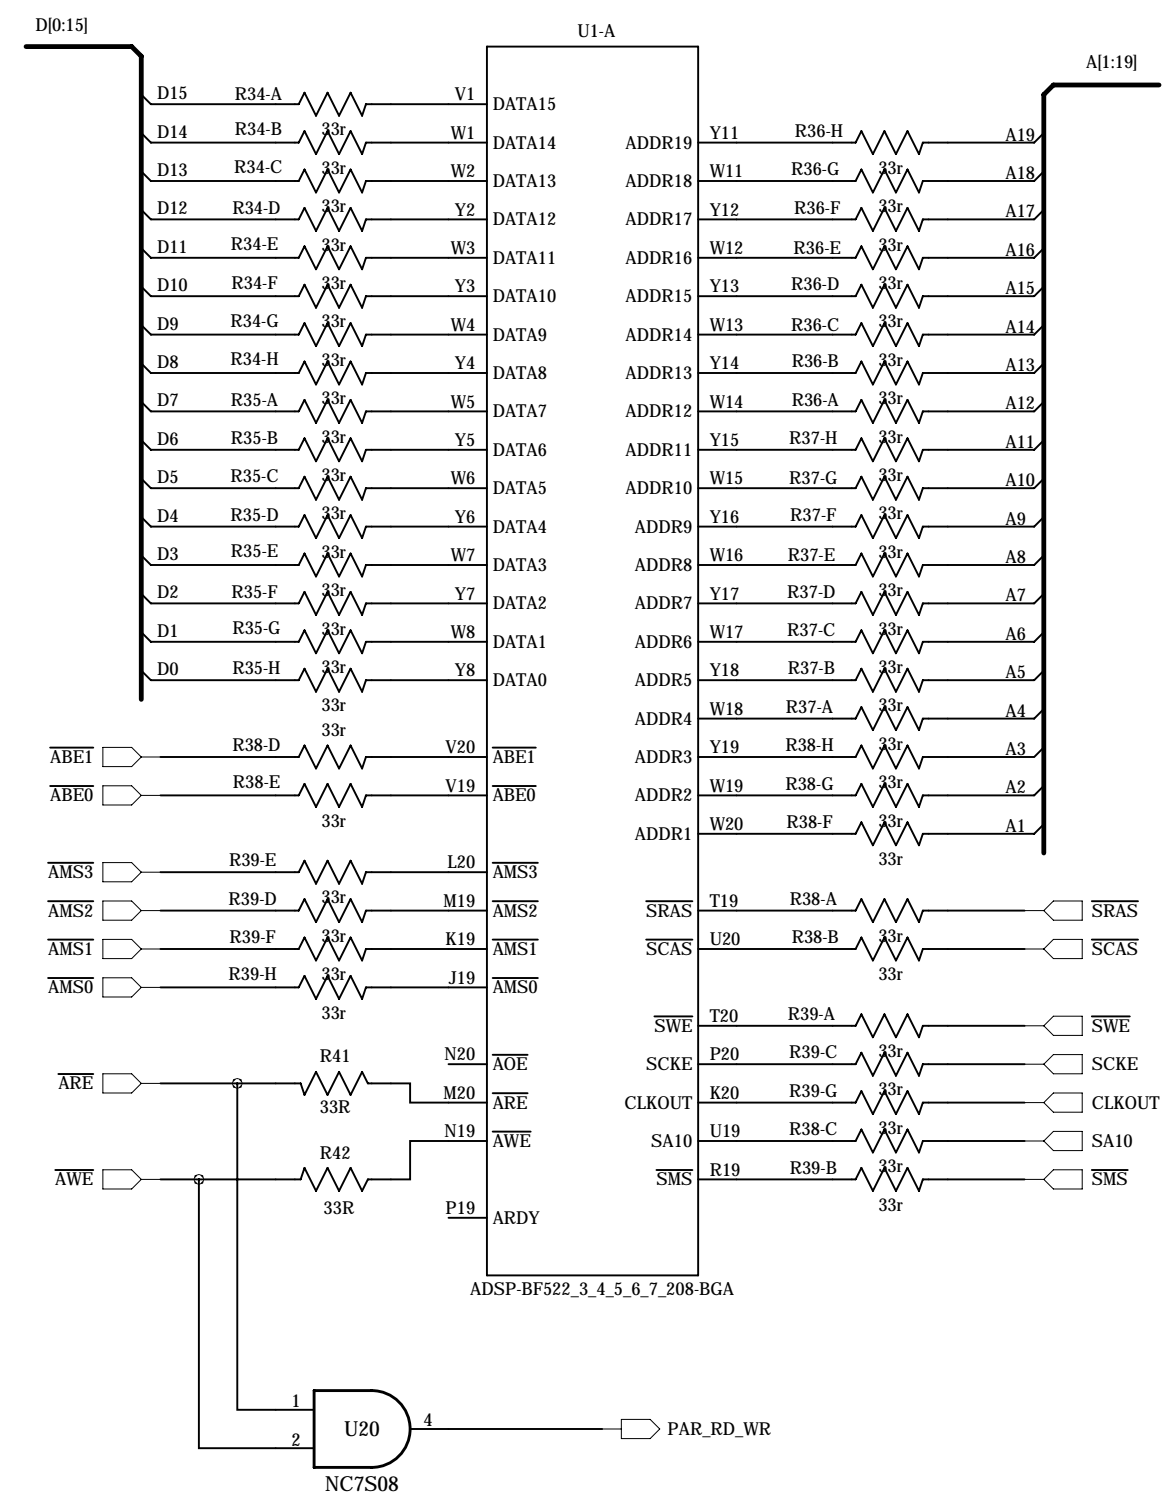 D[0:15]
U1-A
A[1:19]
D15 R34-A V1 DATA15
33r
D14 R34-B W1 DATA14
33r
D13 R34-C W2 DATA13
33r
D12 R34-D Y2 DATA12
33r
D11 R34-E W3 DATA11
33r
D10 R34-F Y3 DATA10
33r
D9 R34-G W4 DATA9
33r
D8 R34-H Y4 DATA8
33r
D7 R35-A W5 DATA7
33r
D6 R35-B Y5 DATA6
33r
D5 R35-C W6 DATA5
33r
D4 R35-D Y6 DATA4
33r
D3 R35-E W7 DATA3
33r
D2 R35-F Y7 DATA2
33r
D1 R35-G W8 DATA1
33r
D0 R35-H Y8 DATA0
33r
33r
ABE1 R38-D V20 ABE1
ABE0 R38-E V19 ABE0
33r
AMS3 R39-E L20 AMS3
33r
AMS2 R39-D M19 AMS2
33r
AMS1 R39-F K19 AMS1
33r
AMS0 R39-H J19 AMS0
33r
N20 AOE
ARE R41 M20 ARE
33R
N19 AWE
AWE R42
33R
P19 ARDY
ADDR19 Y11 R36-H A19
33r
ADDR18 W11 R36-G A18
33r
ADDR17 Y12 R36-F A17
33r
ADDR16 W12 R36-E A16
33r
ADDR15 Y13 R36-D A15
33r
ADDR14 W13 R36-C A14
33r
ADDR13 Y14 R36-B A13
33r
ADDR12 W14 R36-A A12
33r
ADDR11 Y15 R37-H A11
33r
ADDR10 W15 R37-G A10
33r
ADDR9 Y16 R37-F A9
33r
ADDR8 W16 R37-E A8
33r
ADDR7 Y17 R37-D A7
33r
ADDR6 W17 R37-C A6
33r
ADDR5 Y18 R37-B A5
33r
ADDR4 W18 R37-A A4
33r
ADDR3 Y19 R38-H A3
33r
ADDR2 W19 R38-G A2
33r
ADDR1 W20 R38-F A1
33r
SRAS T19 R38-A SRAS
33r
SCAS U20 R38-B SCAS
33r
SWE T20 R39-A SWE
33r
SCKE P20 R39-C SCKE
33r
CLKOUT K20 R39-G CLKOUT
33r
SA10 U19 R38-C SA10
33r
SMS R19 R39-B SMS
33r
ADSP-BF522_3_4_5_6_7_208-BGA
1
U20 4 PAR_RD_WR
2
NC7S08